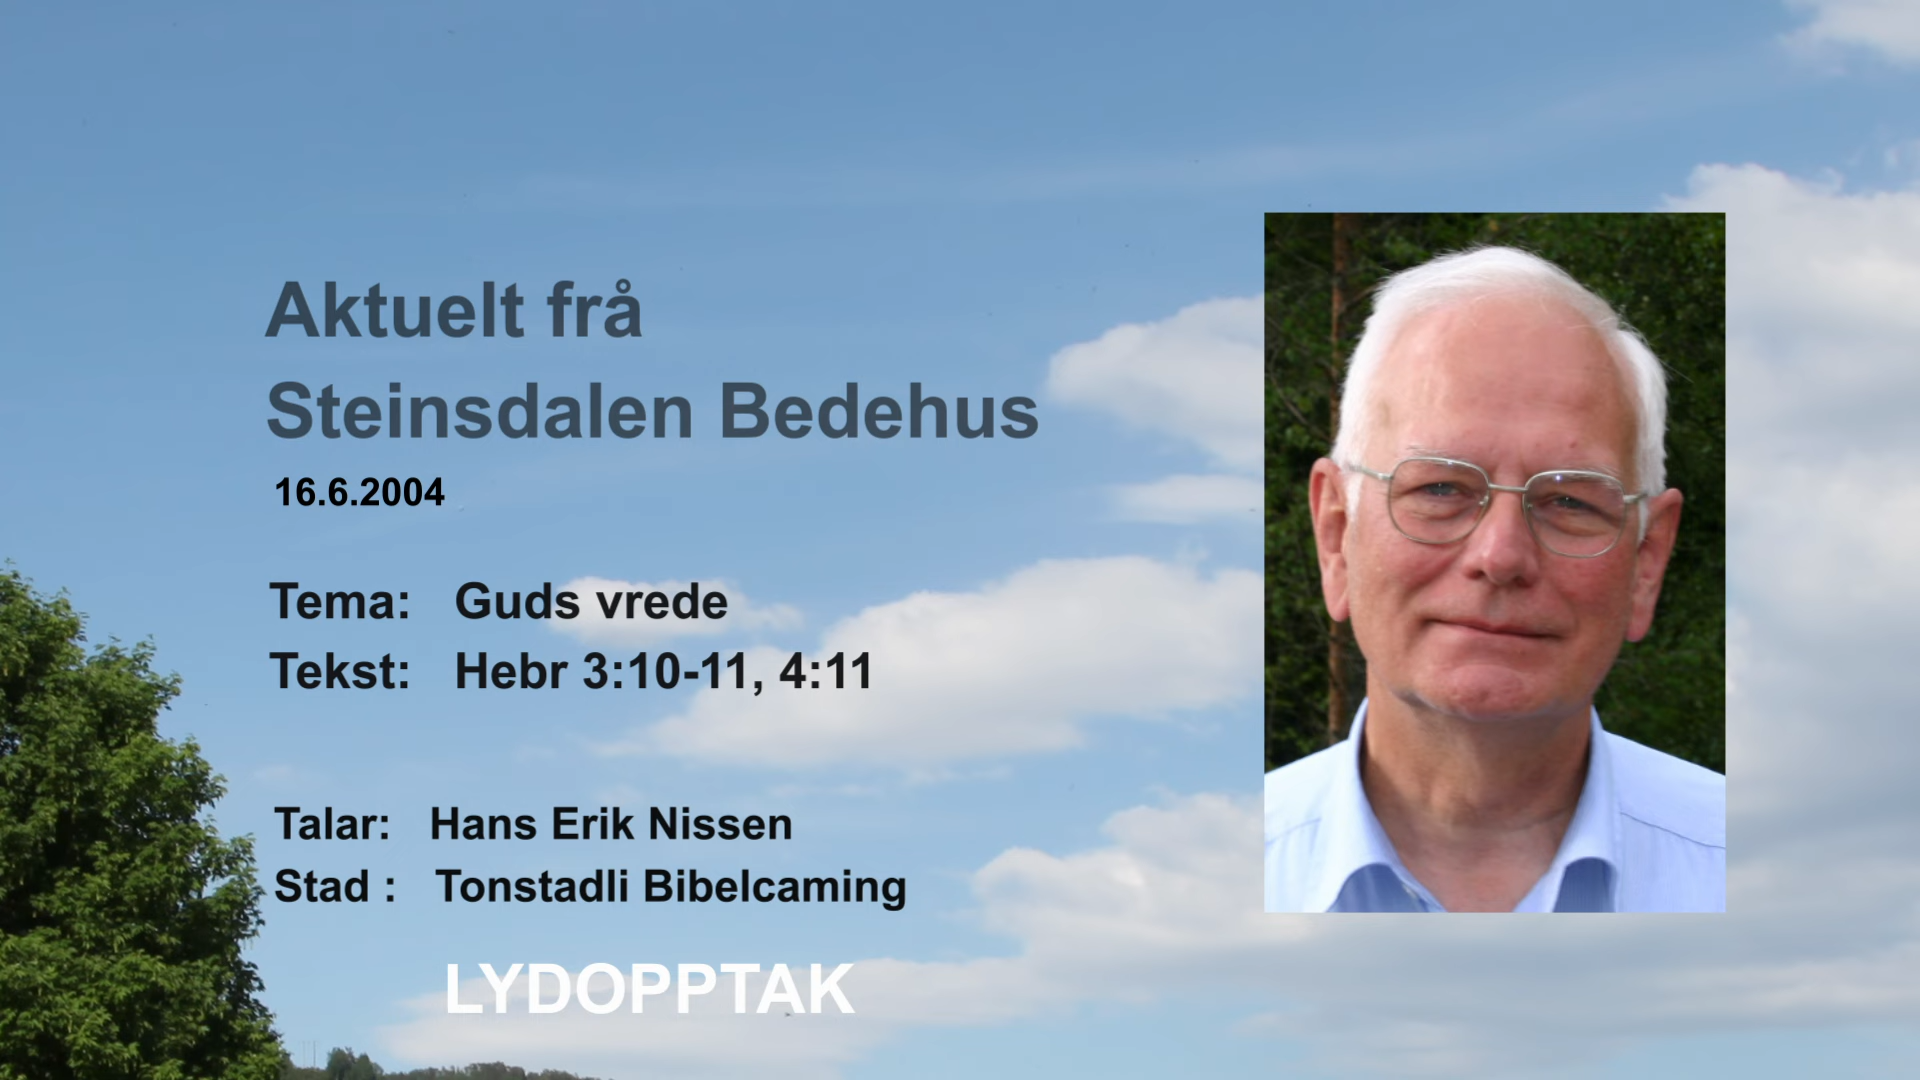 Aktuelt frå
Steinsdalen Bedehus
16.6.2004
Tema: Guds vrede
Tekst: Hebr 3:10-11, 4:11
Talar: Hans Erik Nissen
Stad : Tonstadli Bibelcaming
LYDOPPTAK